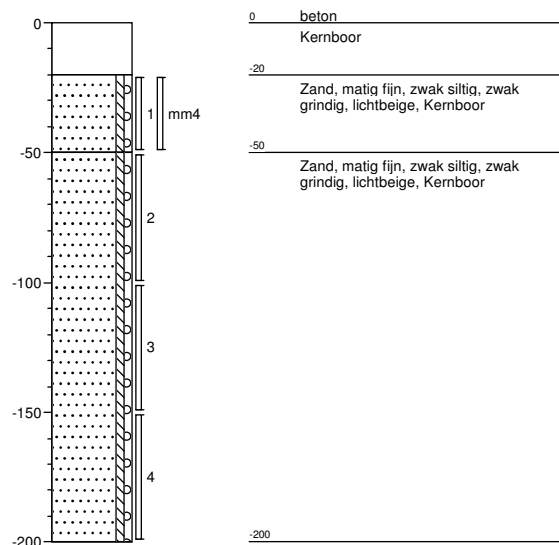 0
0
beton
Kernboor
-20
Zand, matig fijn, zwak siltig, zwak
grindig, lichtbeige, Kernboor
1
mm4
-50
-50
Zand, matig fijn, zwak siltig, zwak
grindig, lichtbeige, Kernboor
2
-100
3
-150
4
-200
-200